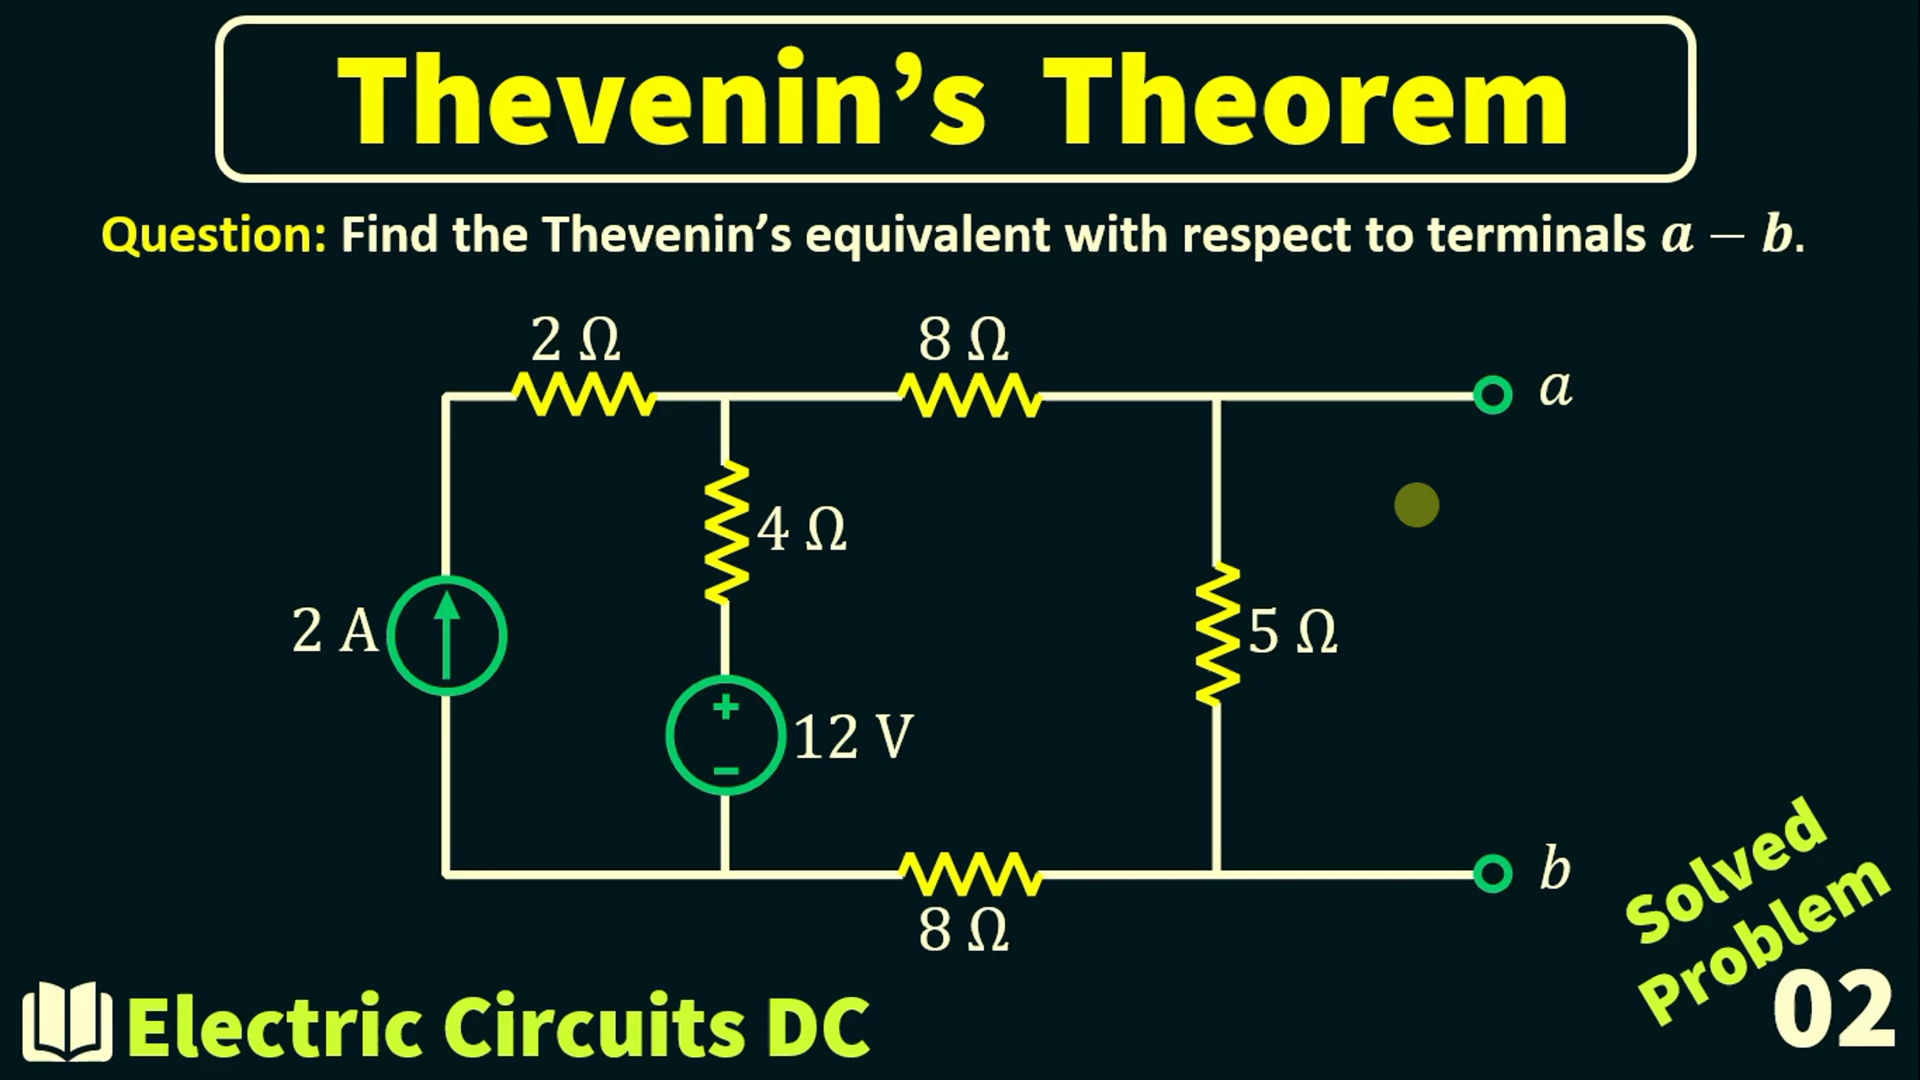 Thevenin’s Theorem
Question: Find the Thevenin’s equivalent with respect to terminals a − b.
2 Ω
8 Ω
a
4 Ω
2 A
5 Ω
+
12 V
−
b
8 Ω
Solved
Problem
02
Electric Circuits DC